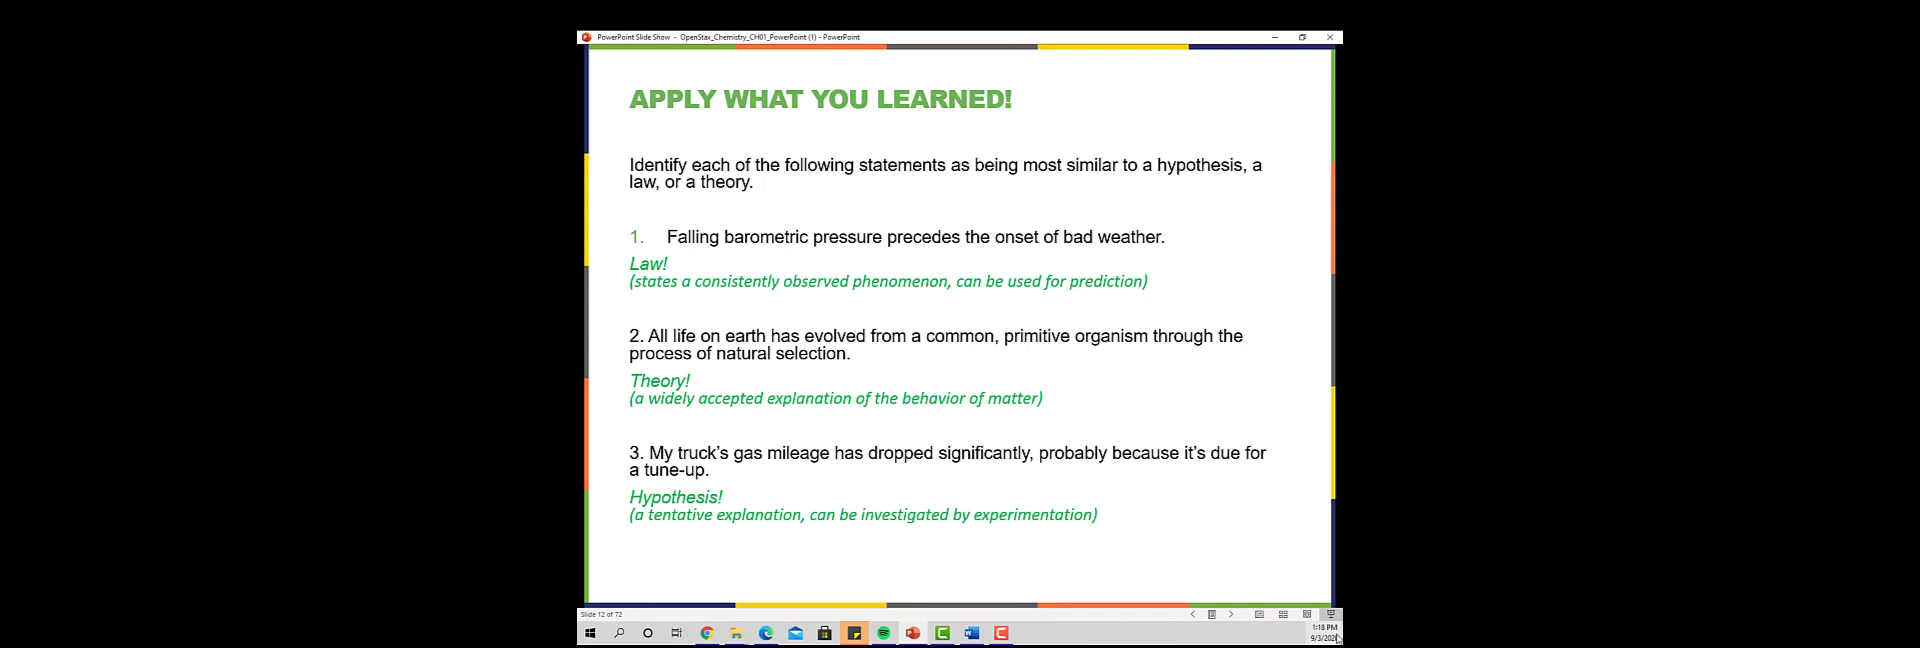 PowerPoint Slide Show - OpenStax_Chemistry_CH01_PowerPoint (1) - PowerPoint
APPLY WHAT YOU LEARNED!
Identify each of the following statements as being most similar to a hypothesis, a
law, or a theory.
1. Falling barometric pressure precedes the onset of bad weather.
Law!
(states a consistently observed phenomenon, can be used for prediction)
2. All life on earth has evolved from a common, primitive organism through the
process of natural selection.
Theory!
(a widely accepted explanation of the behavior of matter)
3. My truck's gas mileage has dropped significantly, probably because it's due for
a tune-up.
Hypothesis!
(a tentative explanation, can be investigated by experimentation)
Slide 12 of 72
1:18 PM